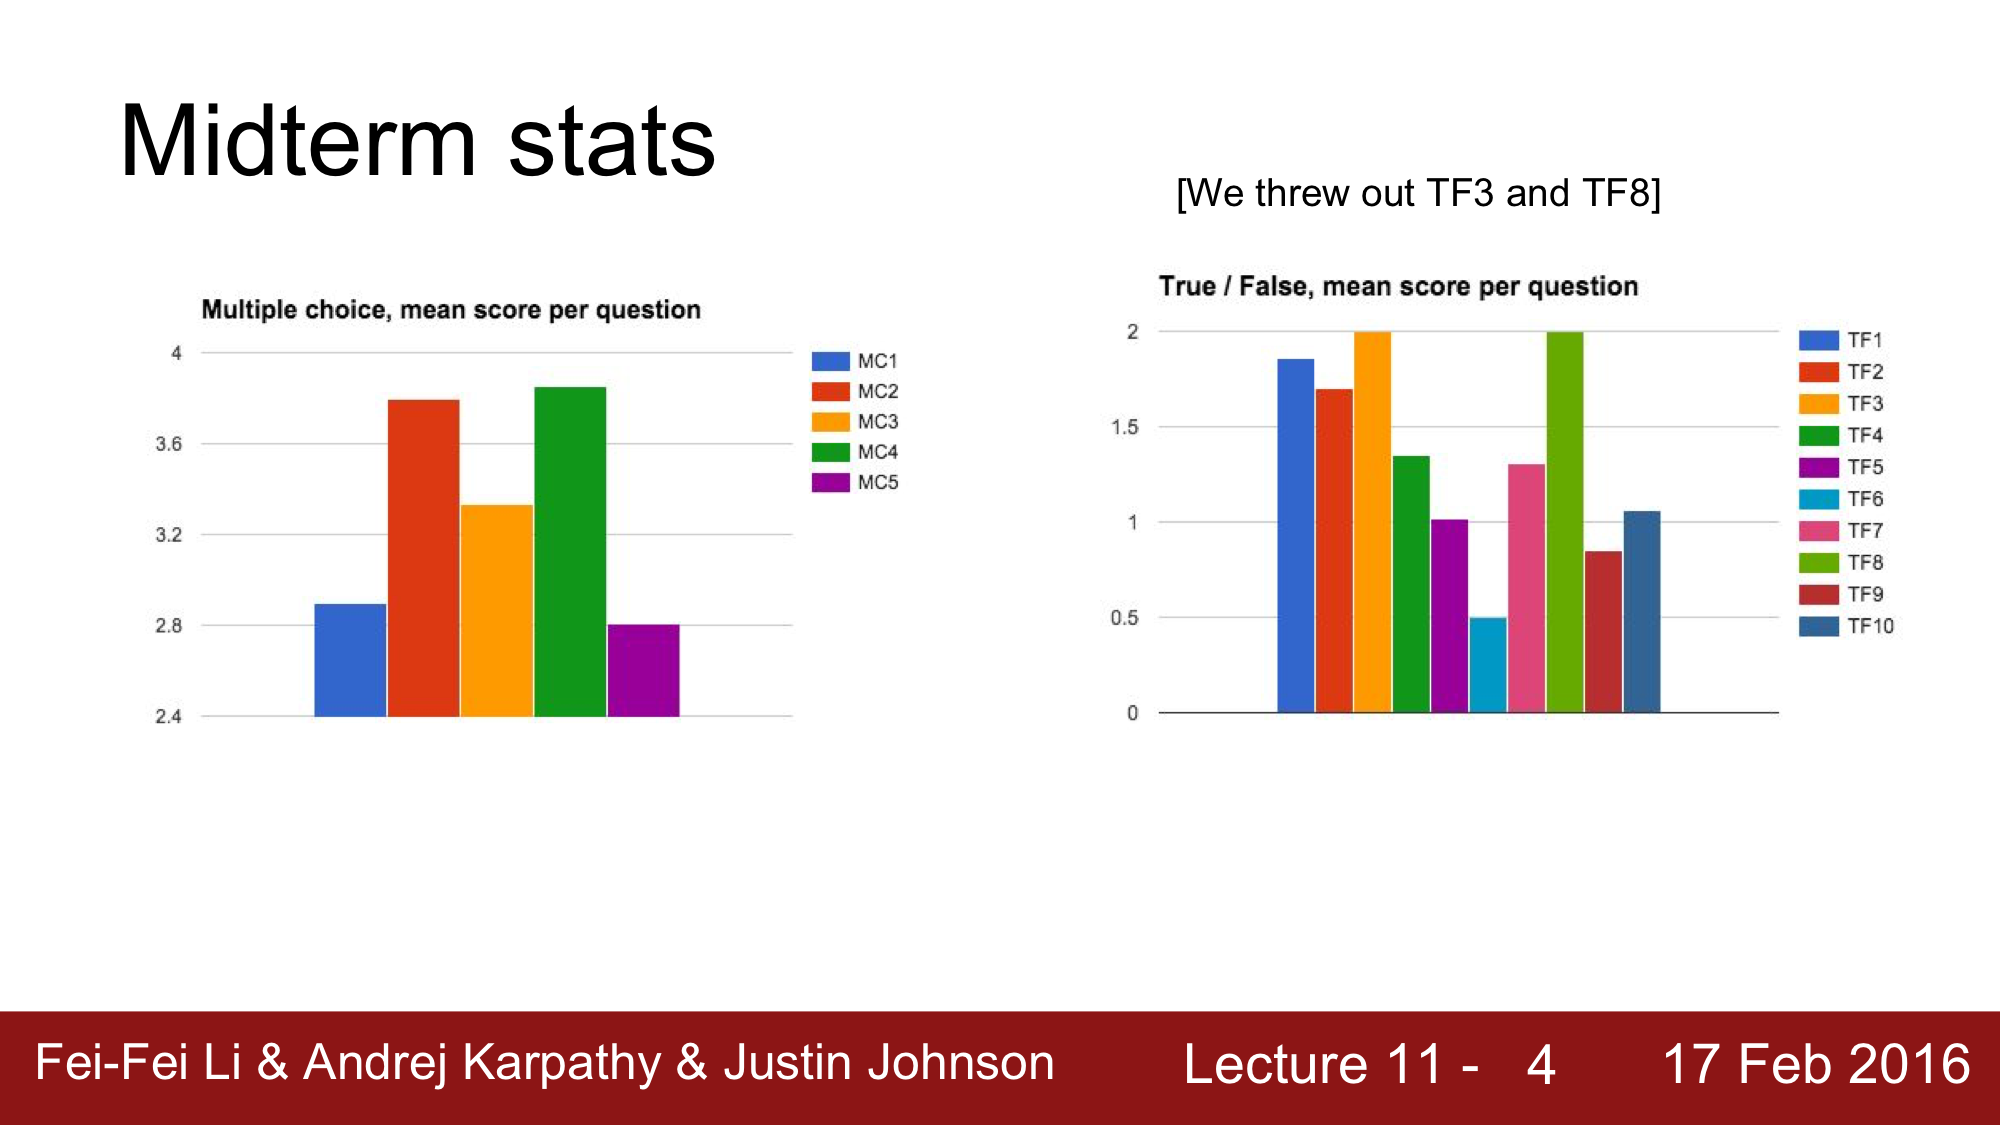 Midterm stats
[We threw out TF3 and TF8]
Multiple choice, mean score per question
4
3.6
3.2
2.8
2.4
MC1
MC2
MC3
MC4
MC5
True / False, mean score per question
2
1.5
1
0.5
0
TF1
TF2
TF3
TF4
TF5
TF6
TF7
TF8
TF9
TF10
Fei-Fei Li & Andrej Karpathy & Justin Johnson Lecture 11 - 4 17 Feb 2016